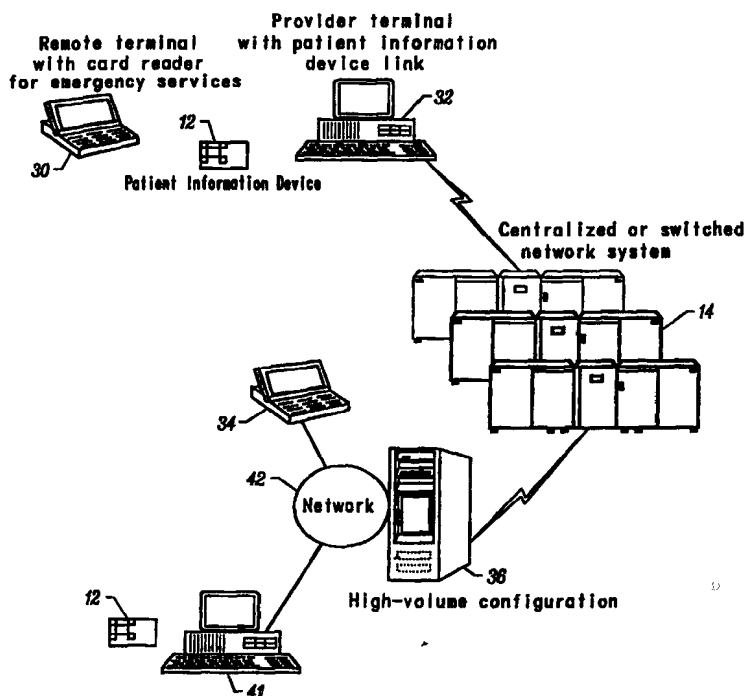 Remote terminal
with card reader
for emergency services
Provider terminal
with patient information
device link
30
12
Patient Information Device
32
Centralized or switched
network system
14
34
42
Network
36
High-volume configuration
12
41